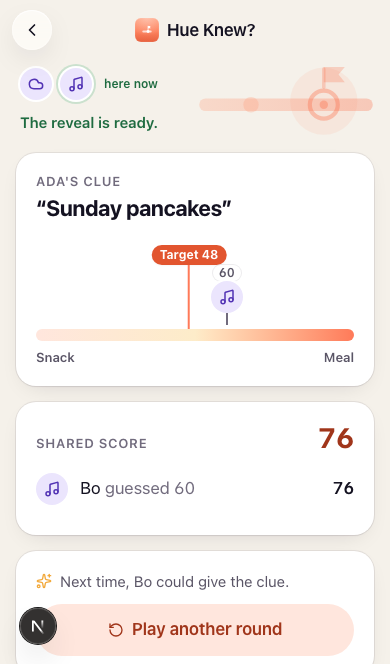 Hue Knew?
here now
The reveal is ready.
ADA'S CLUE
“Sunday pancakes”
Target 48
60
Snack
Meal
SHARED SCORE
76
Bo guessed 60
76
Next time, Bo could give the clue.
N
Play another round